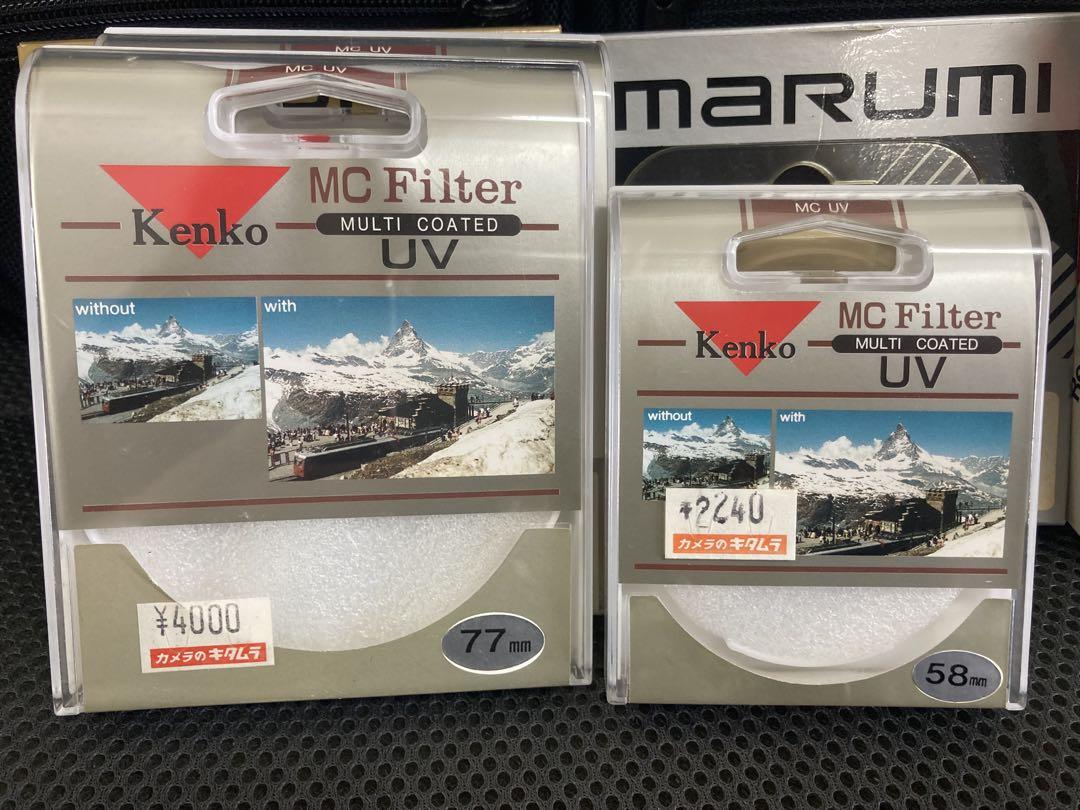 MC UV
MC UV
Kenko
MC Filter
MULTI COATED
UV
without
with
¥4000
カメラのキタムラ
77mm
marumi
MC UV
Kenko
MC Filter
MULTI COATED
UV
without
with
¥2240
カメラのキタムラ
58mm